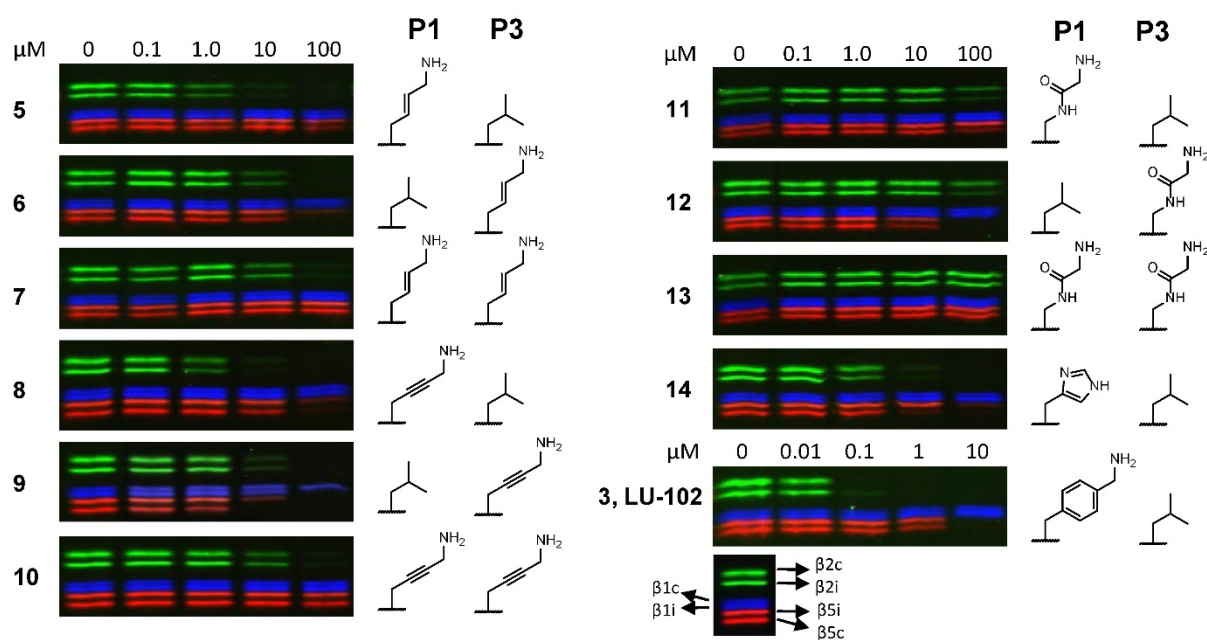 P1 P3
μM 0 0.1 1.0 10 100
NH2
5
NH2
6
NH2
NH2
7
NH2
8
NH2
9
NH2
NH2
10
P1 P3
μM 0 0.1 1.0 10 100
NH2
O
NH
11
NH2
O
NH
12
NH2
NH2
O
O
NH
NH
13
N
NH
14
μM 0 0.01 0.1 1 10
NH2
3, LU-102
β2c
β2i
β1c
β1i
β5i
β5c